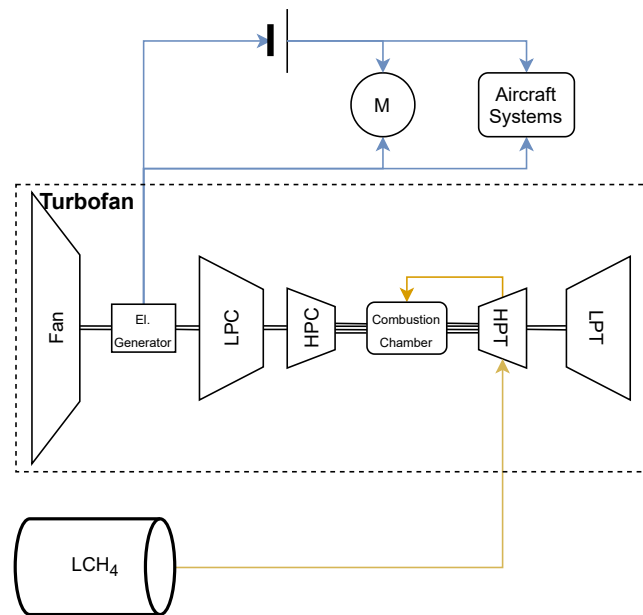 M
Aircraft
Systems
Turbofan
Fan
El.
Generator
LPC
HPC
Combustion
Chamber
HPT
LPT
LCH₄